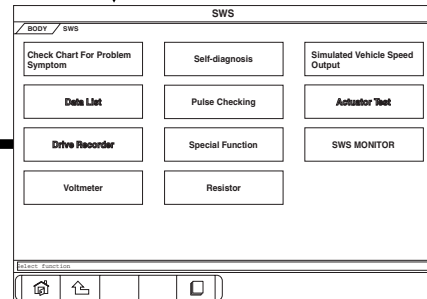 SWS
BODY
SWS
Check Chart For Problem
Symptom
Self-diagnosis
Simulated Vehicle Speed
Output
Data List
Pulse Checking
Actuator Test
Drive Recorder
Special Function
SWS MONITOR
Voltmeter
Resistor
Select function